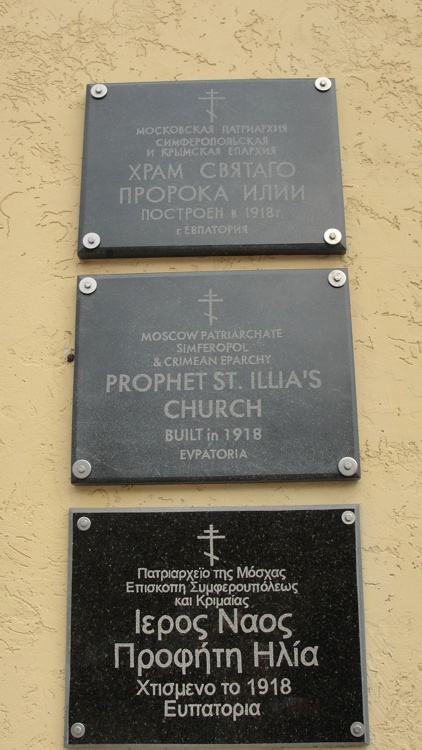 МОСКОВСКАЯ ПАТРИАРХИЯ
СИМФЕРОПОЛЬСКАЯ
И КРЫМСКАЯ ЕПАРХИЯ
ХРАМ СВЯТАГО
ПРОРОКА ИЛИИ
ПОСТРОЕН в 1918 г.
г. ЕВПАТОРИЯ
MOSCOW PATRIARCHATE
SIMFEROPOL
& CRIMEAN EPARCHY
PROPHET ST. ILLIA'S
CHURCH
BUILT in 1918
EVPATORIA
Πατριαρχείο της Μόσχας
Επισκοπη Συμφερουπόλεως
και Κριμαίας
Ιερος Ναος
Προφήτη Ηλία
Χτισμενο το 1918
Ευπατορια